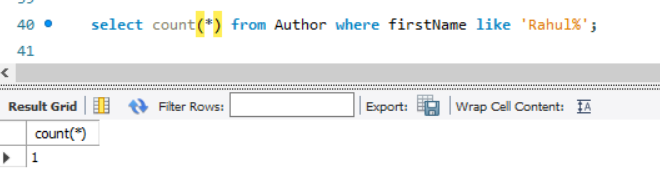 40 select count(*) from Author where firstName like 'Rahul%';
41
Result Grid Filter Rows: Export: Wrap Cell Content: IA
count(*)
1